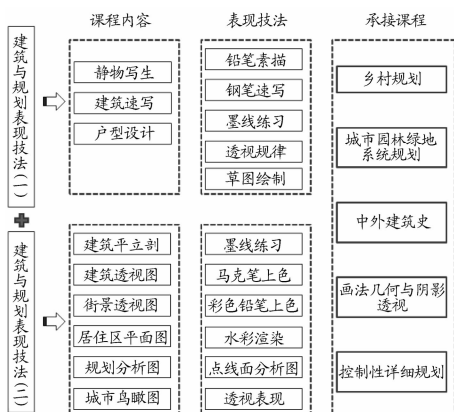 课程内容
表现技法
承接课程
建筑与规划表现技法(一)
静物写生
建筑速写
户型设计
铅笔素描
钢笔速写
墨线练习
透视规律
草图绘制
建筑与规划表现技法(二)
建筑平立剖
建筑透视图
街景透视图
居住区平面图
规划分析图
城市鸟瞰图
墨线练习
马克笔上色
彩色铅笔上色
水彩渲染
点线面分析图
透视表现
乡村规划
城市园林绿地
系统规划
中外建筑史
画法几何与阴影
透视
控制性详细规划